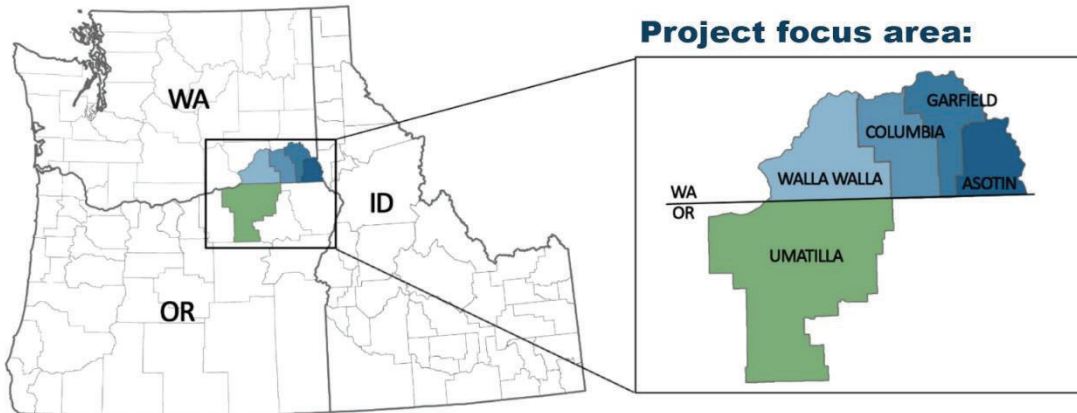 Project focus area:
WA
ID
OR
GARFIELD
COLUMBIA
WALLA WALLA
ASOTIN
WA
OR
UMATILLA